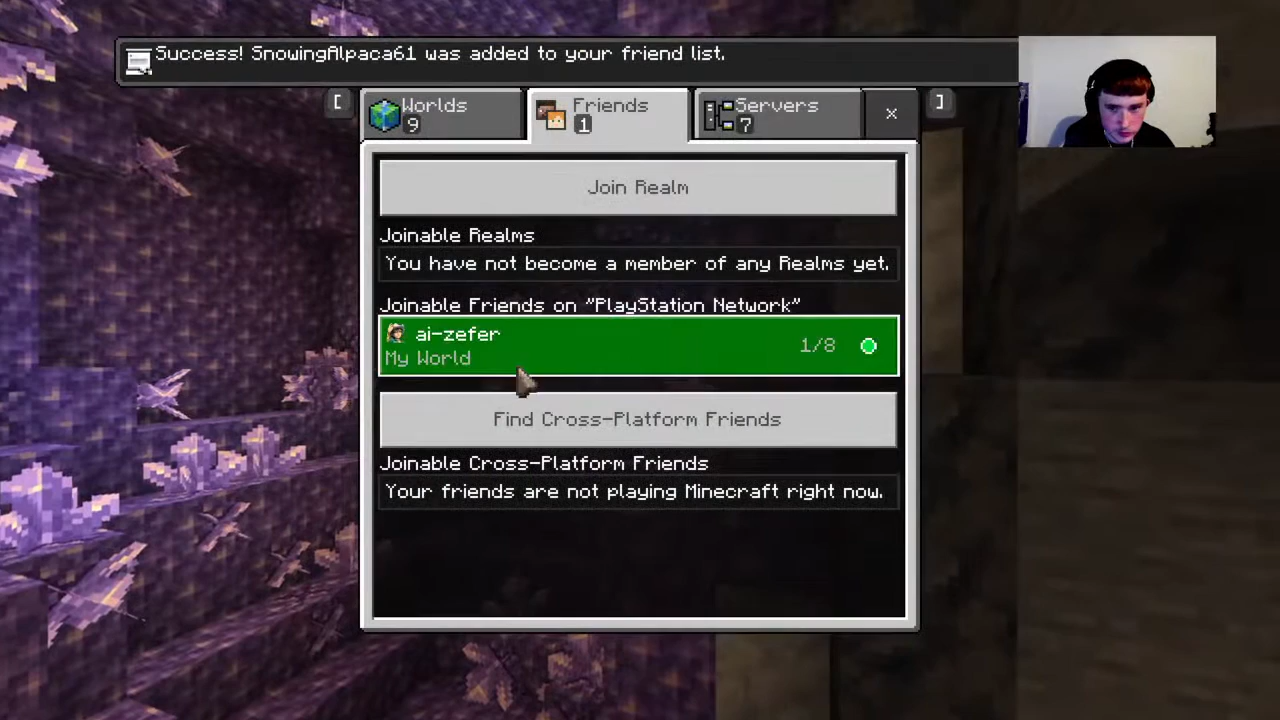 Success! SnowingAlpaca61 was added to your friend list.
[
Worlds
9
Friends
1
Servers
7
×
]
Join Realm
Joinable Realms
You have not become a member of any Realms yet.
Joinable Friends on "PlayStation Network"
ai-zefer
My World
1/8
Find Cross-Platform Friends
Joinable Cross-Platform Friends
Your friends are not playing Minecraft right now.